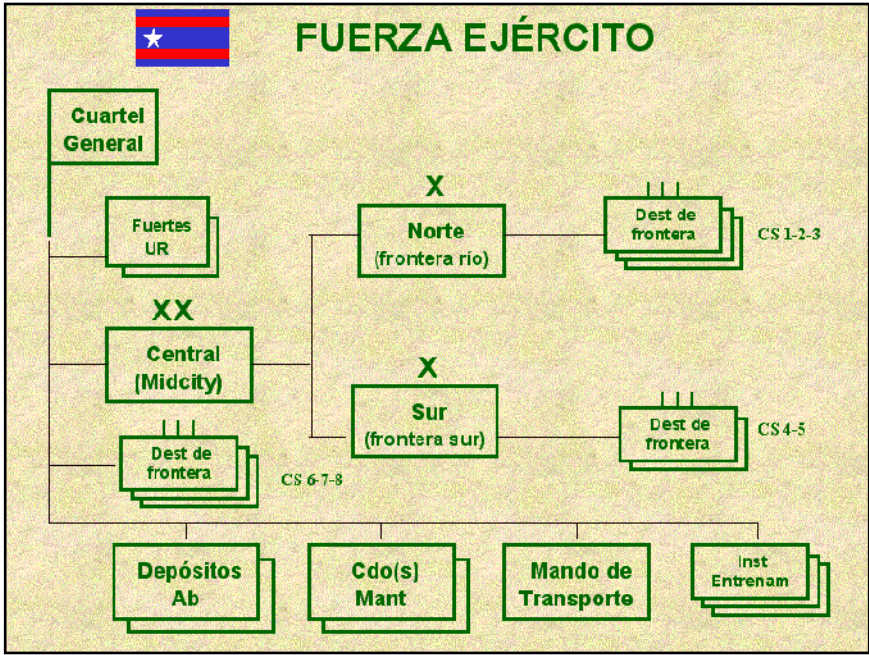 FUERZA EJÉRCITO
Cuartel
General
Fuertes
UR
X
Norte
(frontera río)
I I I
Dest de
frontera
CS 1-2-3
XX
Central
(Midcity)
X
Sur
(frontera sur)
I I I
Dest de
frontera
CS 4-5
I I I
Dest de
frontera
CS 6-7-8
Depósitos
Ab
Cdo(s)
Mant
Mando de
Transporte
Inst
Entrenam